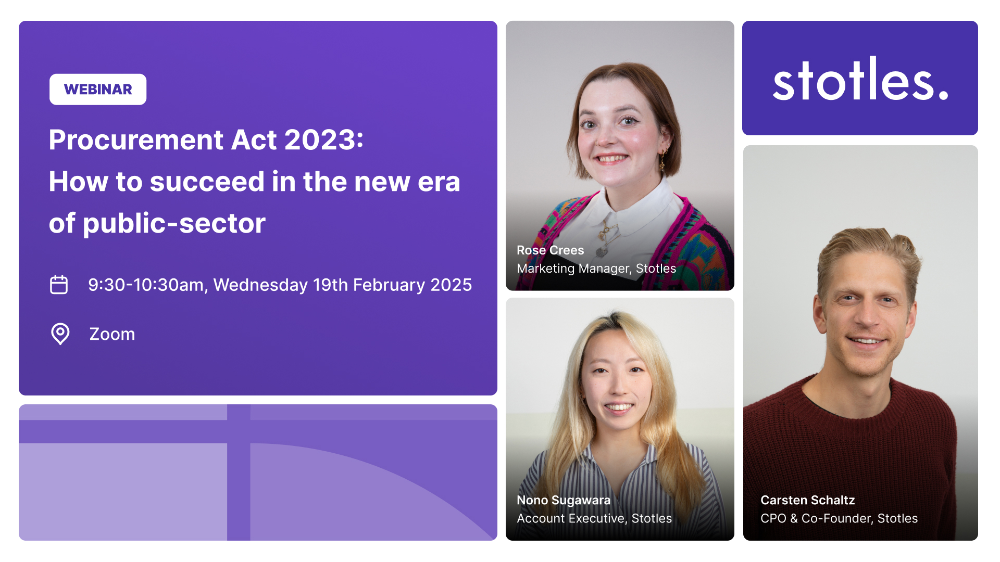 WEBINAR
Procurement Act 2023:
How to succeed in the new era
of public-sector
9:30-10:30am, Wednesday 19th February 2025
Zoom
Rose Crees
Marketing Manager, Stotles
stotles.
Nono Sugawara
Account Executive, Stotles
Carsten Schaltz
CPO & Co-Founder, Stotles